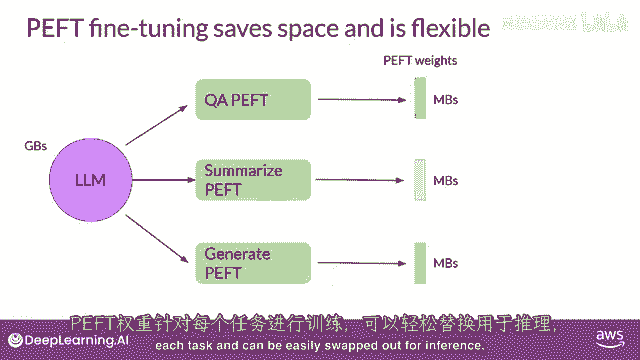 PEFT fine-tuning saves space and is flexible
PEFT weights
GBs
LLM
QA PEFT
MBs
Summarize
PEFT
MBs
Generate
PEFT
MBs
PEFT权重针对每个任务进行训练，可以轻松替换用于推理，
each task and can be easily swapped out for inference.
DeepLearning.AI
aws